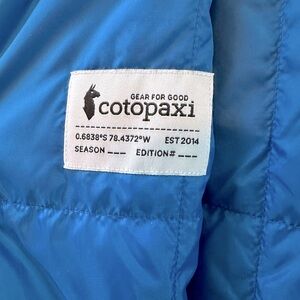 GEAR FOR GOOD
cotopaxi
0.6838°S 78.4372°W EST 2014
SEASON ___ EDITION# ___